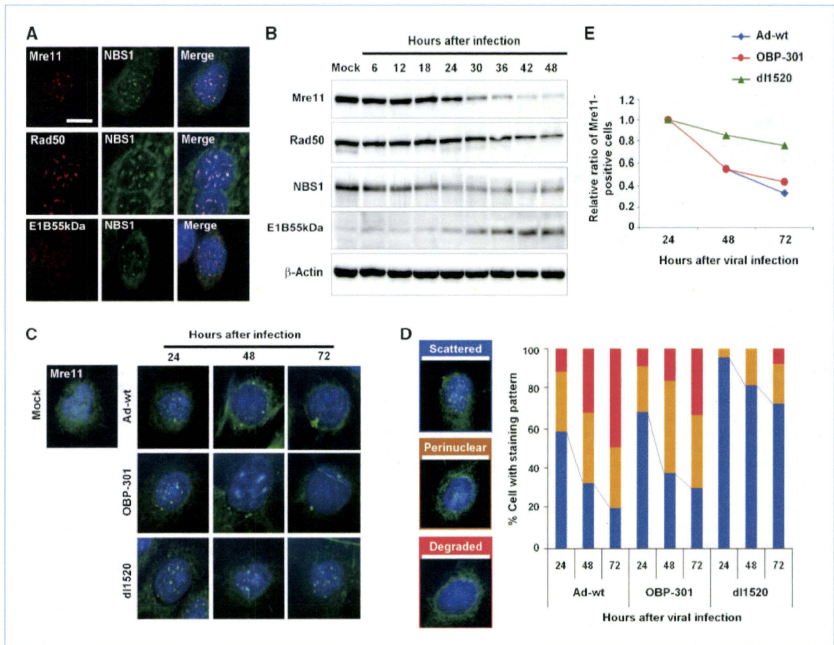 A
Mre11 NBS1 Merge
Rad50 NBS1 Merge
E1B55kDa NBS1 Merge
B
Hours after infection
Mock 6 12 18 24 30 36 42 48
Mre11
Rad50
NBS1
E1B55kDa
β-Actin
E
Ad-wt
OBP-301
dl1520
Relative ratio of Mre11-
positive cells
1.2
1.0
0.8
0.6
0.4
0.2
0
24 48 72
Hours after viral infection
C
Hours after infection
24 48 72
Mock
Mre11
Ad-wt
OBP-301
dl1520
D
Scattered
Perinuclear
Degraded
% Cell with staining pattern
100
80
60
40
20
0
24 48 72 24 48 72 24 48 72
Ad-wt OBP-301 dl1520
Hours after viral infection